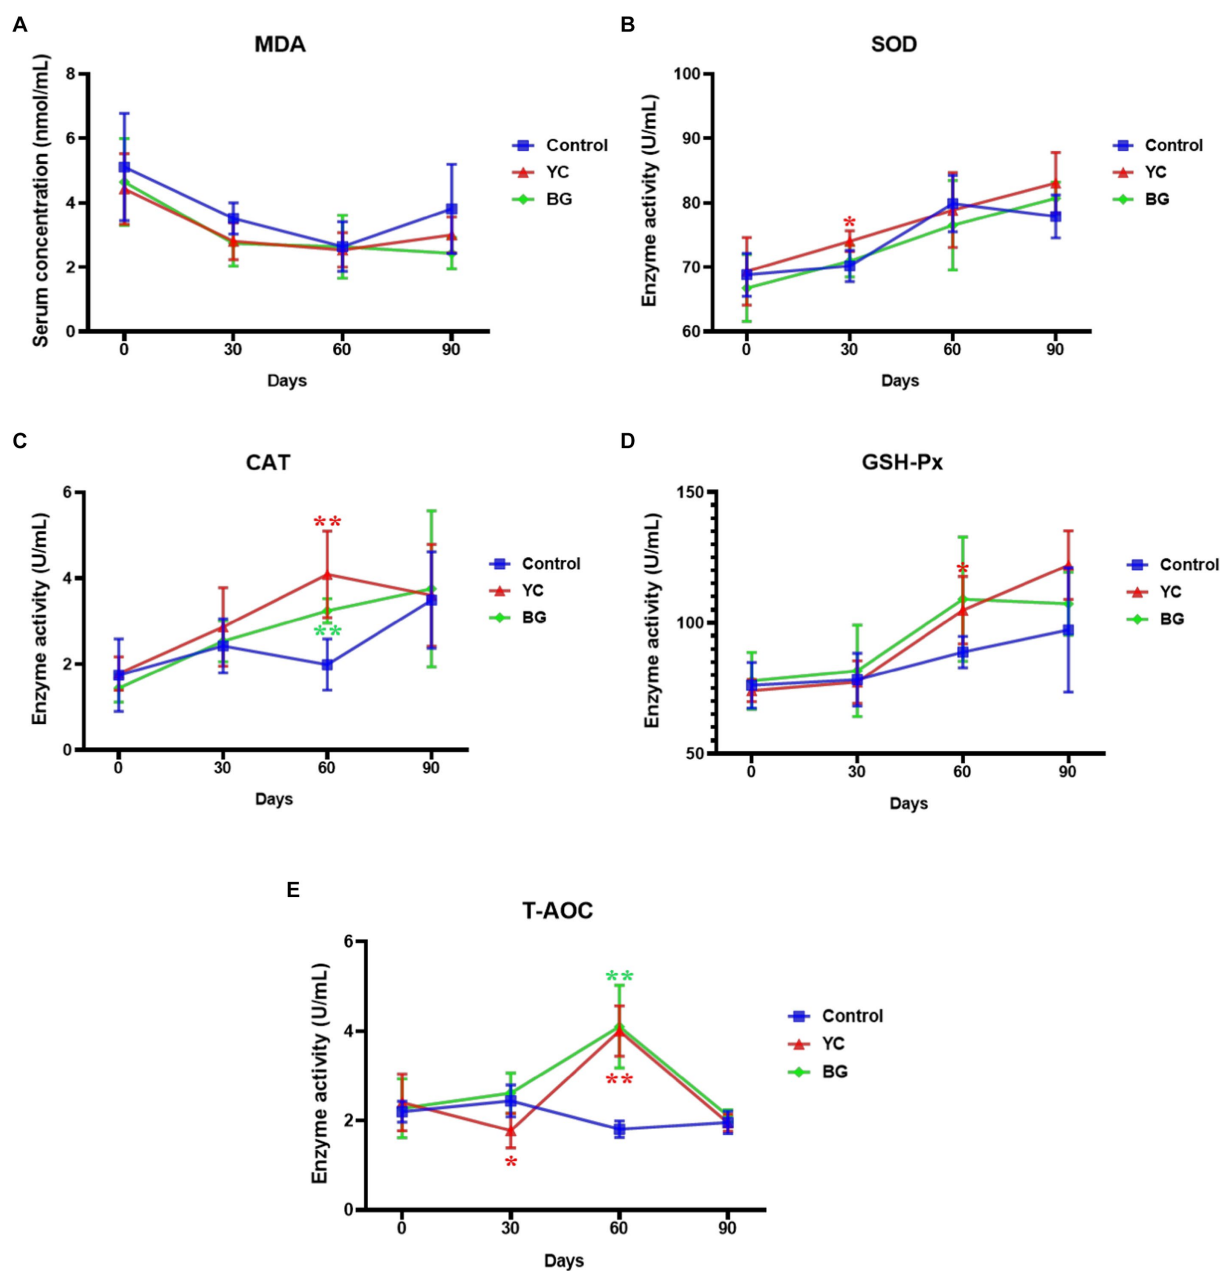 A
MDA
Serum concentration (nmol/mL)
8
6
4
2
0
0 30 60 90
Days
Control
YC
BG
B
SOD
Enzyme activity (U/mL)
100
90
80
70
60
*
0 30 60 90
Days
Control
YC
BG
C
CAT
Enzyme activity (U/mL)
6
4
2
0
**
**
0 30 60 90
Days
Control
YC
BG
D
GSH-Px
Enzyme activity (U/mL)
150
100
50
*
0 30 60 90
Days
Control
YC
BG
E
T-AOC
Enzyme activity (U/mL)
6
4
2
0
**
**
*
0 30 60 90
Days
Control
YC
BG